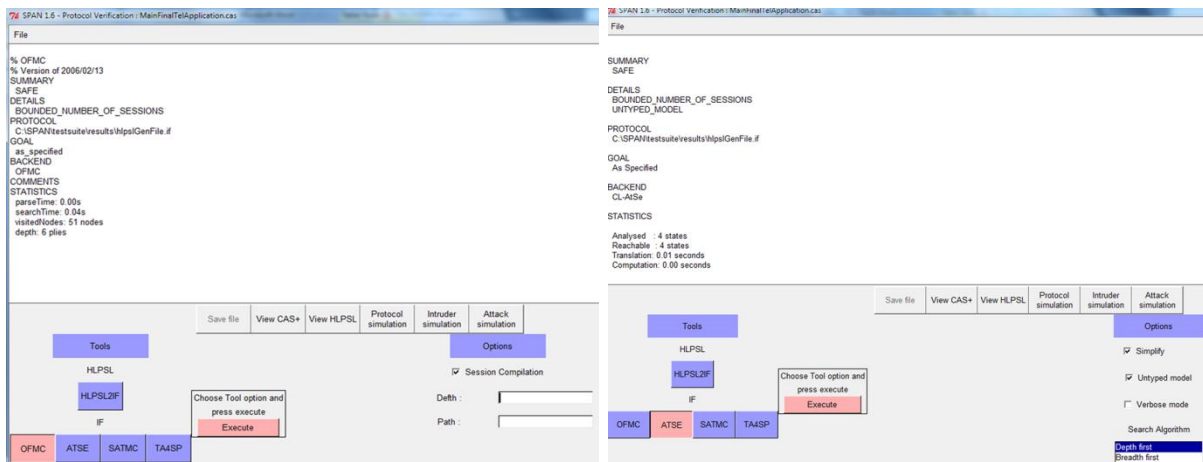 SPAN 1.6 - Protocol Verification : MainFinalTelApplication.cas
File
% OFMC
% Version of 2006/02/13
SUMMARY
SAFE
DETAILS
BOUNDED_NUMBER_OF_SESSIONS
PROTOCOL
C:\SPAN\testsuite\results\hlpslGenFile.if
GOAL
as_specified
BACKEND
OFMC
COMMENTS
STATISTICS
parseTime: 0.00s
searchTime: 0.04s
visitedNodes: 51 nodes
depth: 6 plies
Save file View CAS+ View HLPSL Protocol simulation Intruder simulation Attack simulation
Tools
Options
HLPSL
Session Compilation
HLPSL2IF
Choose Tool option and
press execute
Defth :
IF
Execute
Path :
OFMC ATSE SATMC TA4SP
SPAN 1.6 - Protocol Verification : MainFinalTelApplication.cas
File
SUMMARY
SAFE
DETAILS
BOUNDED_NUMBER_OF_SESSIONS
UNTYPED_MODEL
PROTOCOL
C:\SPAN\testsuite\results\hlpslGenFile.if
GOAL
As Specified
BACKEND
CL-AtSe
STATISTICS
Analysed : 4 states
Reachable : 4 states
Translation: 0.01 seconds
Computation: 0.00 seconds
Save file View CAS+ View HLPSL Protocol simulation Intruder simulation Attack simulation
Tools
Options
HLPSL
Simplify
HLPSL2IF
Choose Tool option and
press execute
Untyped model
IF
Execute
Verbose mode
OFMC ATSE SATMC TA4SP
Search Algorithm
Depth first
Breadth first